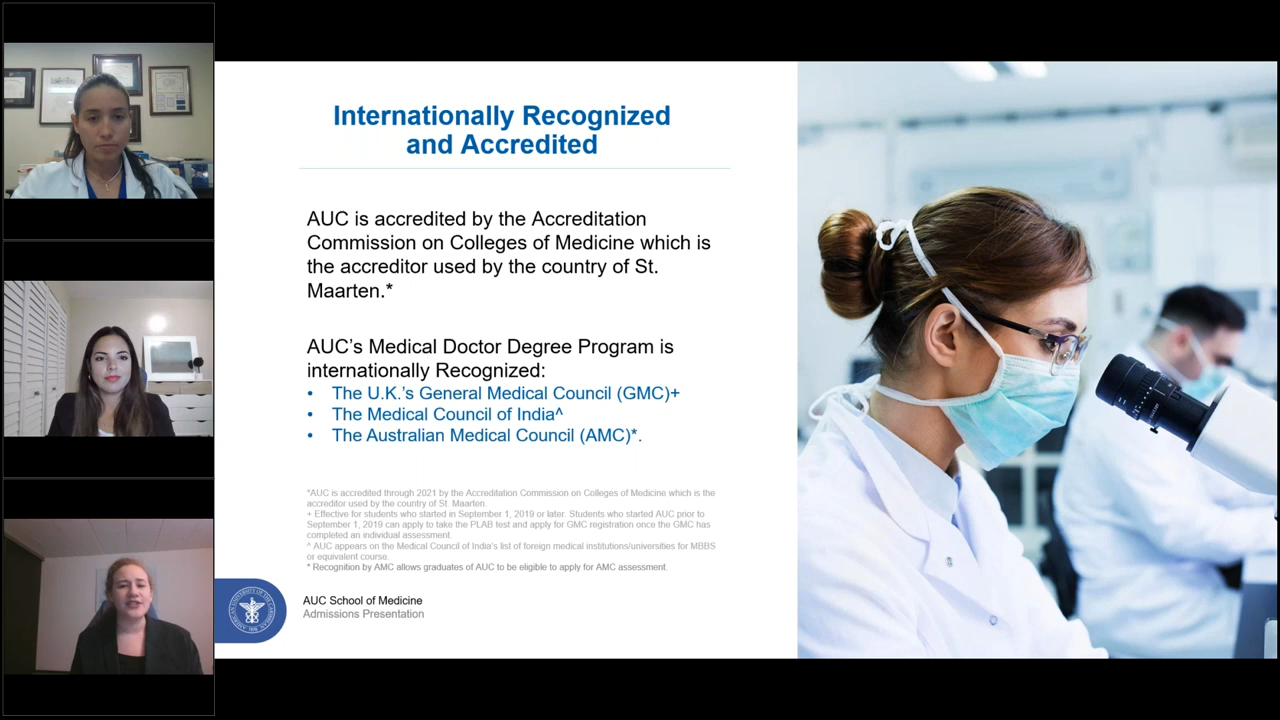 Internationally Recognized
and Accredited
AUC is accredited by the Accreditation
Commission on Colleges of Medicine which is
the accreditor used by the country of St.
Maarten.*
AUC's Medical Doctor Degree Program is
internationally Recognized:
• The U.K.'s General Medical Council (GMC)+
• The Medical Council of India^
• The Australian Medical Council (AMC)*.
*AUC is accredited through 2021 by the Accreditation Commission on Colleges of Medicine which is the
accreditor used by the country of St. Maarten.
+ Effective for students who started in September 1, 2019 or later. Students who started AUC prior to
September 1, 2019 can apply to take the PLAB test and apply for GMC registration once the GMC has
completed an individual assessment.
^ AUC appears on the Medical Council of India's list of foreign medical institutions/universities for MBBS
or equivalent course.
* Recognition by AMC allows graduates of AUC to be eligible to apply for AMC assessment.
AUC School of Medicine
Admissions Presentation